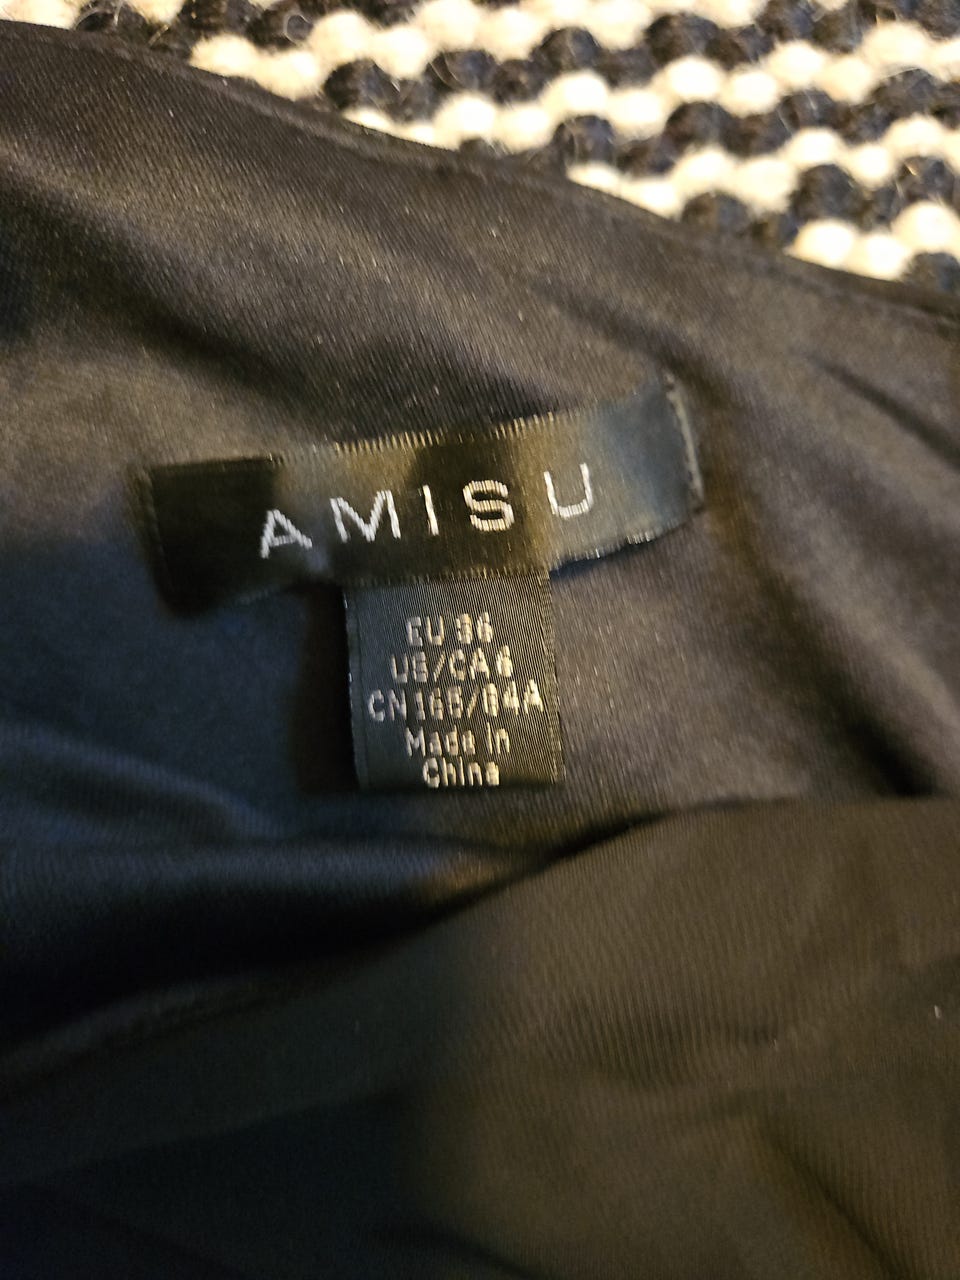 AMISU
EU 36
US/CA 6
CN 165/84A
Made in
China